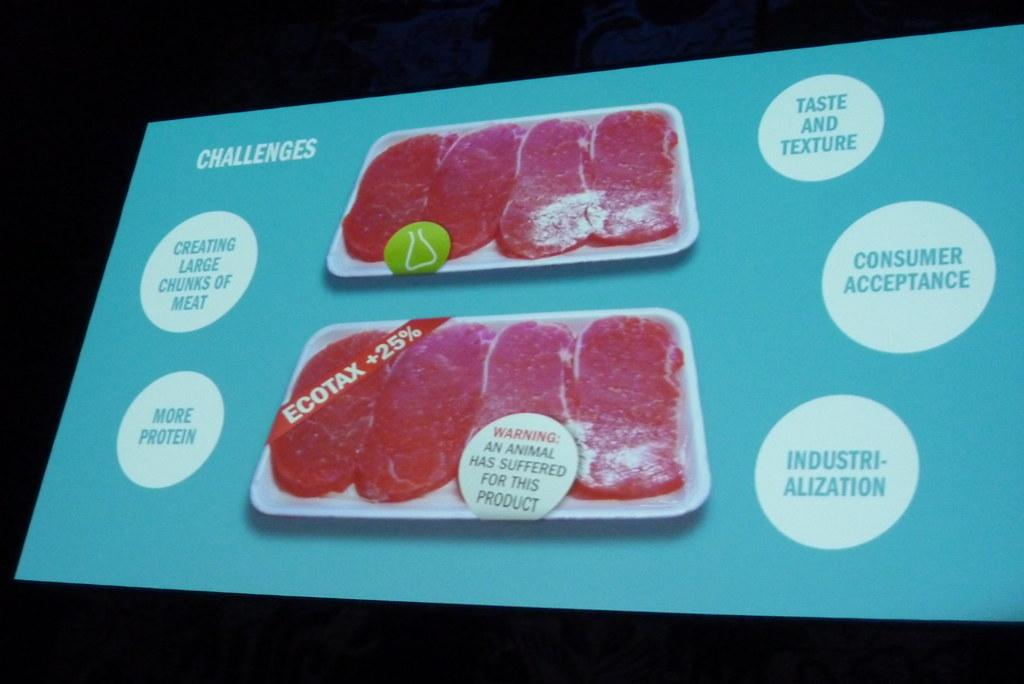 CHALLENGES
CREATING
LARGE
CHUNKS OF
MEAT
MORE
PROTEIN
ECOTAX +25%
WARNING:
AN ANIMAL
HAS SUFFERED
FOR THIS
PRODUCT
TASTE
AND
TEXTURE
CONSUMER
ACCEPTANCE
INDUSTRI-
ALIZATION